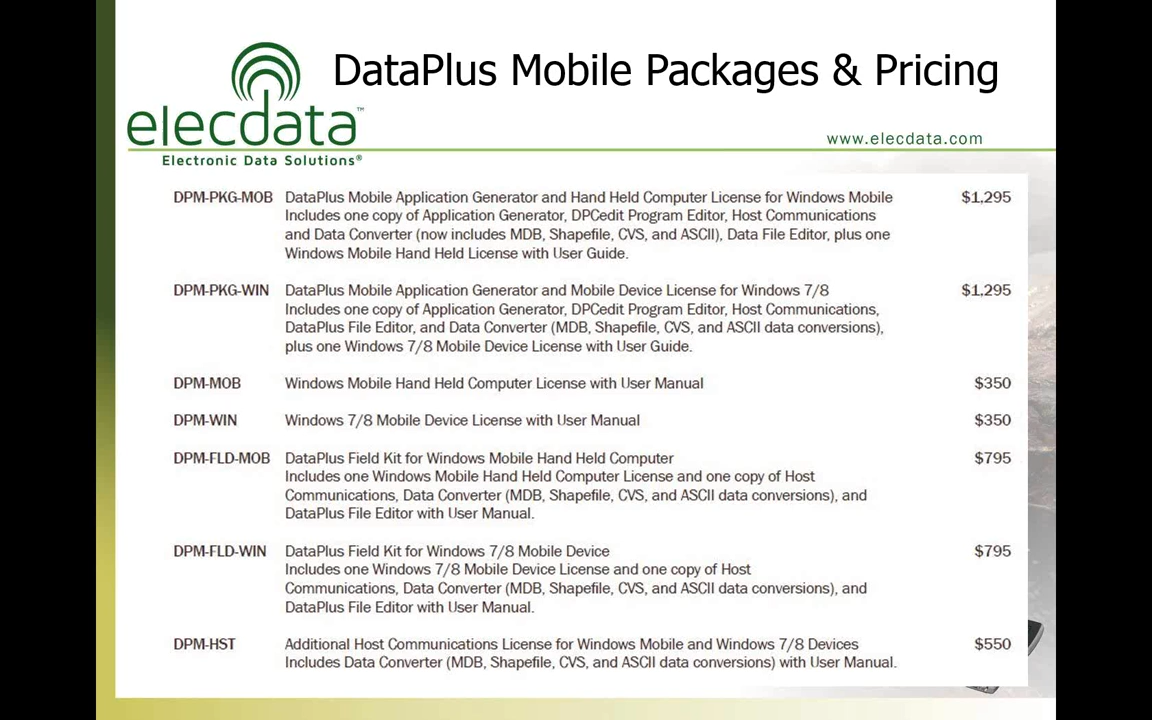 DataPlus Mobile Packages & Pricing
elecdata™
www.elecdata.com
Electronic Data Solutions®
DPM-PKG-MOB DataPlus Mobile Application Generator and Hand Held Computer License for Windows Mobile $1,295
Includes one copy of Application Generator, DPCedit Program Editor, Host Communications
and Data Converter (now includes MDB, Shapefile, CVS, and ASCII), Data File Editor, plus one
Windows Mobile Hand Held License with User Guide.
DPM-PKG-WIN DataPlus Mobile Application Generator and Mobile Device License for Windows 7/8 $1,295
Includes one copy of Application Generator, DPCedit Program Editor, Host Communications,
DataPlus File Editor, and Data Converter (MDB, Shapefile, CVS, and ASCII data conversions),
plus one Windows 7/8 Mobile Device License with User Guide.
DPM-MOB Windows Mobile Hand Held Computer License with User Manual $350
DPM-WIN Windows 7/8 Mobile Device License with User Manual $350
DPM-FLD-MOB DataPlus Field Kit for Windows Mobile Hand Held Computer $795
Includes one Windows Mobile Hand Held Computer License and one copy of Host
Communications, Data Converter (MDB, Shapefile, CVS, and ASCII data conversions), and
DataPlus File Editor with User Manual.
DPM-FLD-WIN DataPlus Field Kit for Windows 7/8 Mobile Device $795
Includes one Windows 7/8 Mobile Device License and one copy of Host
Communications, Data Converter (MDB, Shapefile, CVS, and ASCII data conversions), and
DataPlus File Editor with User Manual.
DPM-HST Additional Host Communications License for Windows Mobile and Windows 7/8 Devices $550
Includes Data Converter (MDB, Shapefile, CVS, and ASCII data conversions) with User Manual.